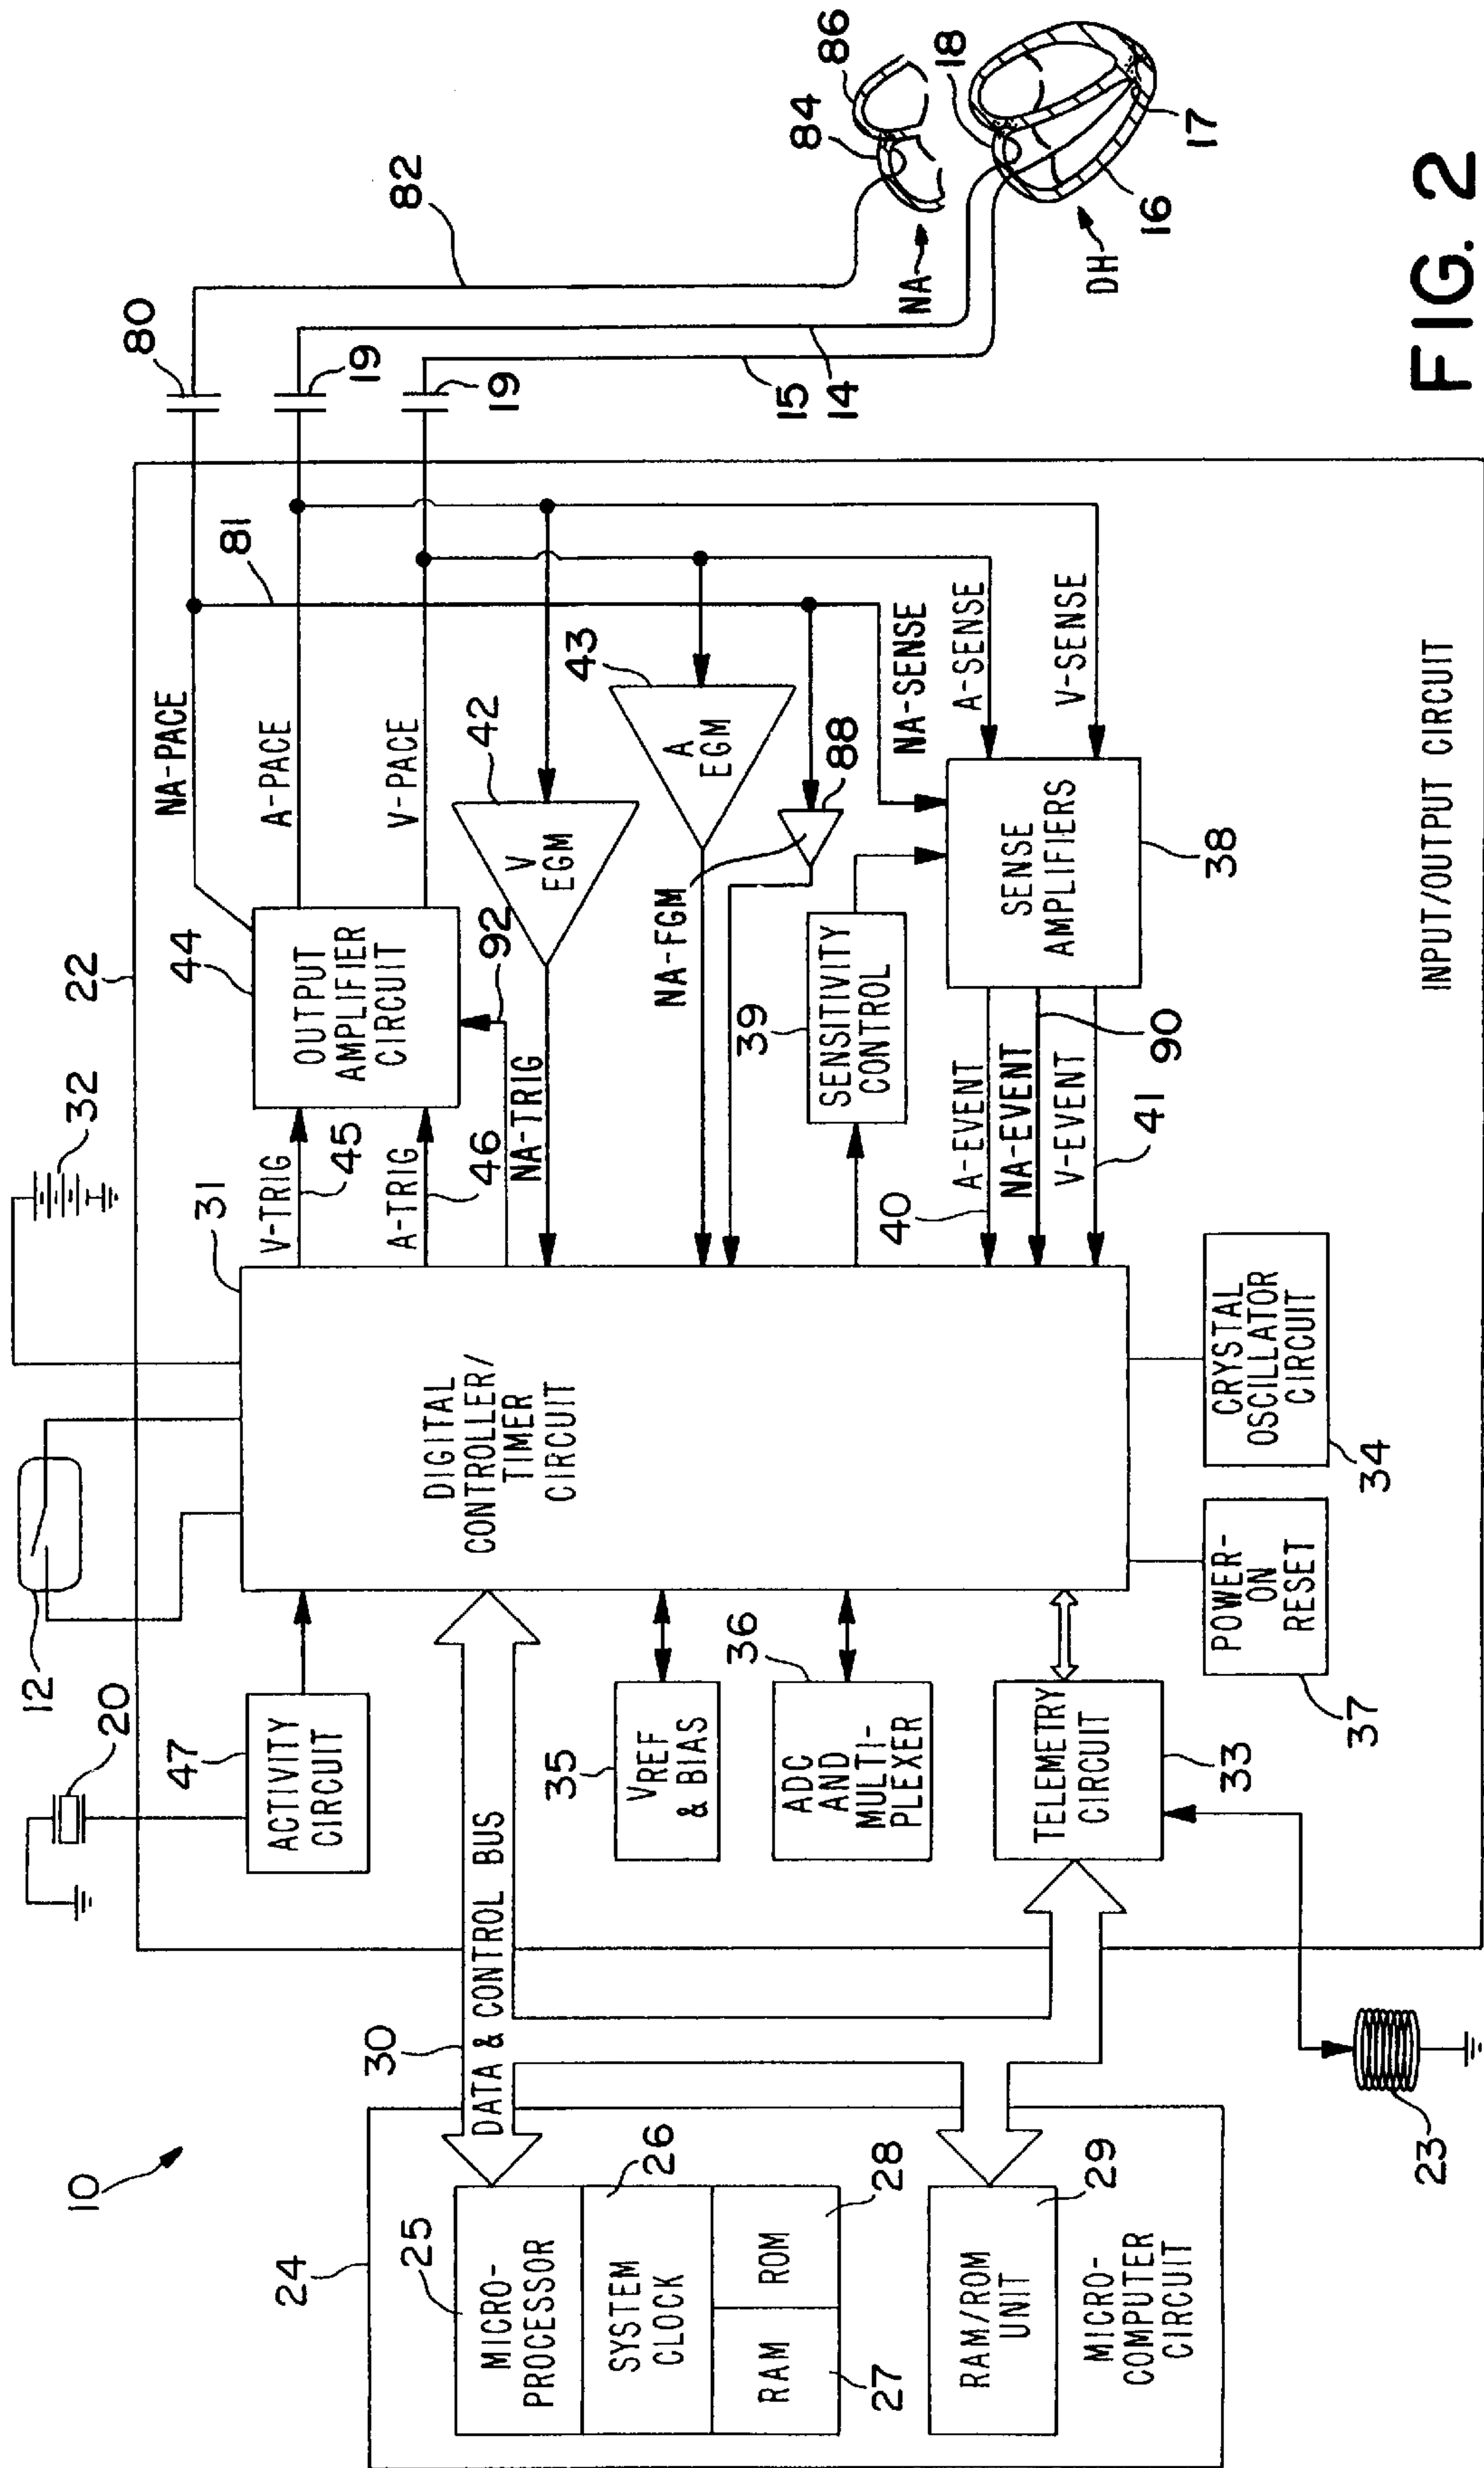 10
24
25
MICRO-
PROCESSOR
26
SYSTEM
CLOCK
RAM
27
ROM
28
RAM/ROM
UNIT
29
MICRO-
COMPUTER
CIRCUIT
30
DATA & CONTROL BUS
23
20
12
32
22
47
ACTIVITY
CIRCUIT
35
VREF
& BIAS
36
ADC
AND
MULTI-
PLEXER
TELEMETRY
CIRCUIT
33
POWER-
ON
RESET
37
CRYSTAL
OSCILLATOR
CIRCUIT
34
31
DIGITAL
CONTROLLER/
TIMER
CIRCUIT
V-TRIG
45
A-TRIG
46
NA-TRIG
92
44
OUTPUT
AMPLIFIER
CIRCUIT
NA-PACE
A-PACE
V-PACE
42
V
EGM
43
A
EGM
NA-FGM
88
39
SENSITIVITY
CONTROL
40
A-EVENT
NA-EVENT
90
V-EVENT
41
SENSE
AMPLIFIERS
38
NA-SENSE
A-SENSE
V-SENSE
81
INPUT/OUTPUT CIRCUIT
80
19
19
82
15
14
84
86
NA
18
DH
16
17
FIG. 2